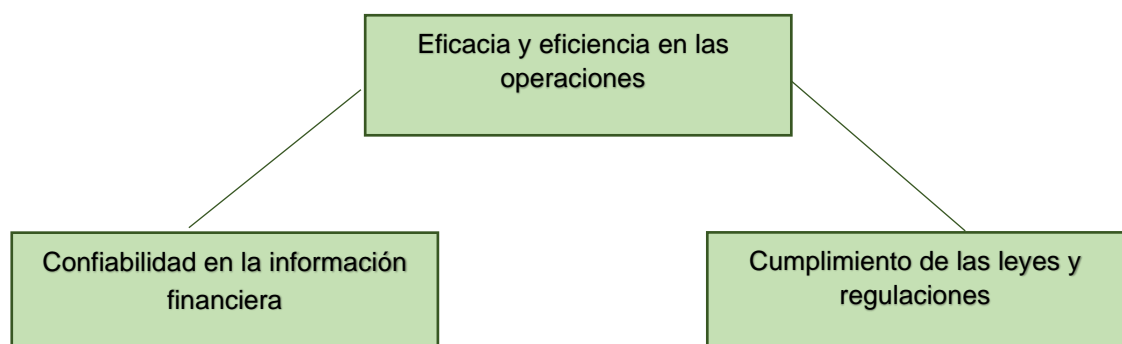 Eficacia y eficiencia en las
operaciones
Confiabilidad en la información
financiera
Cumplimiento de las leyes y
regulaciones